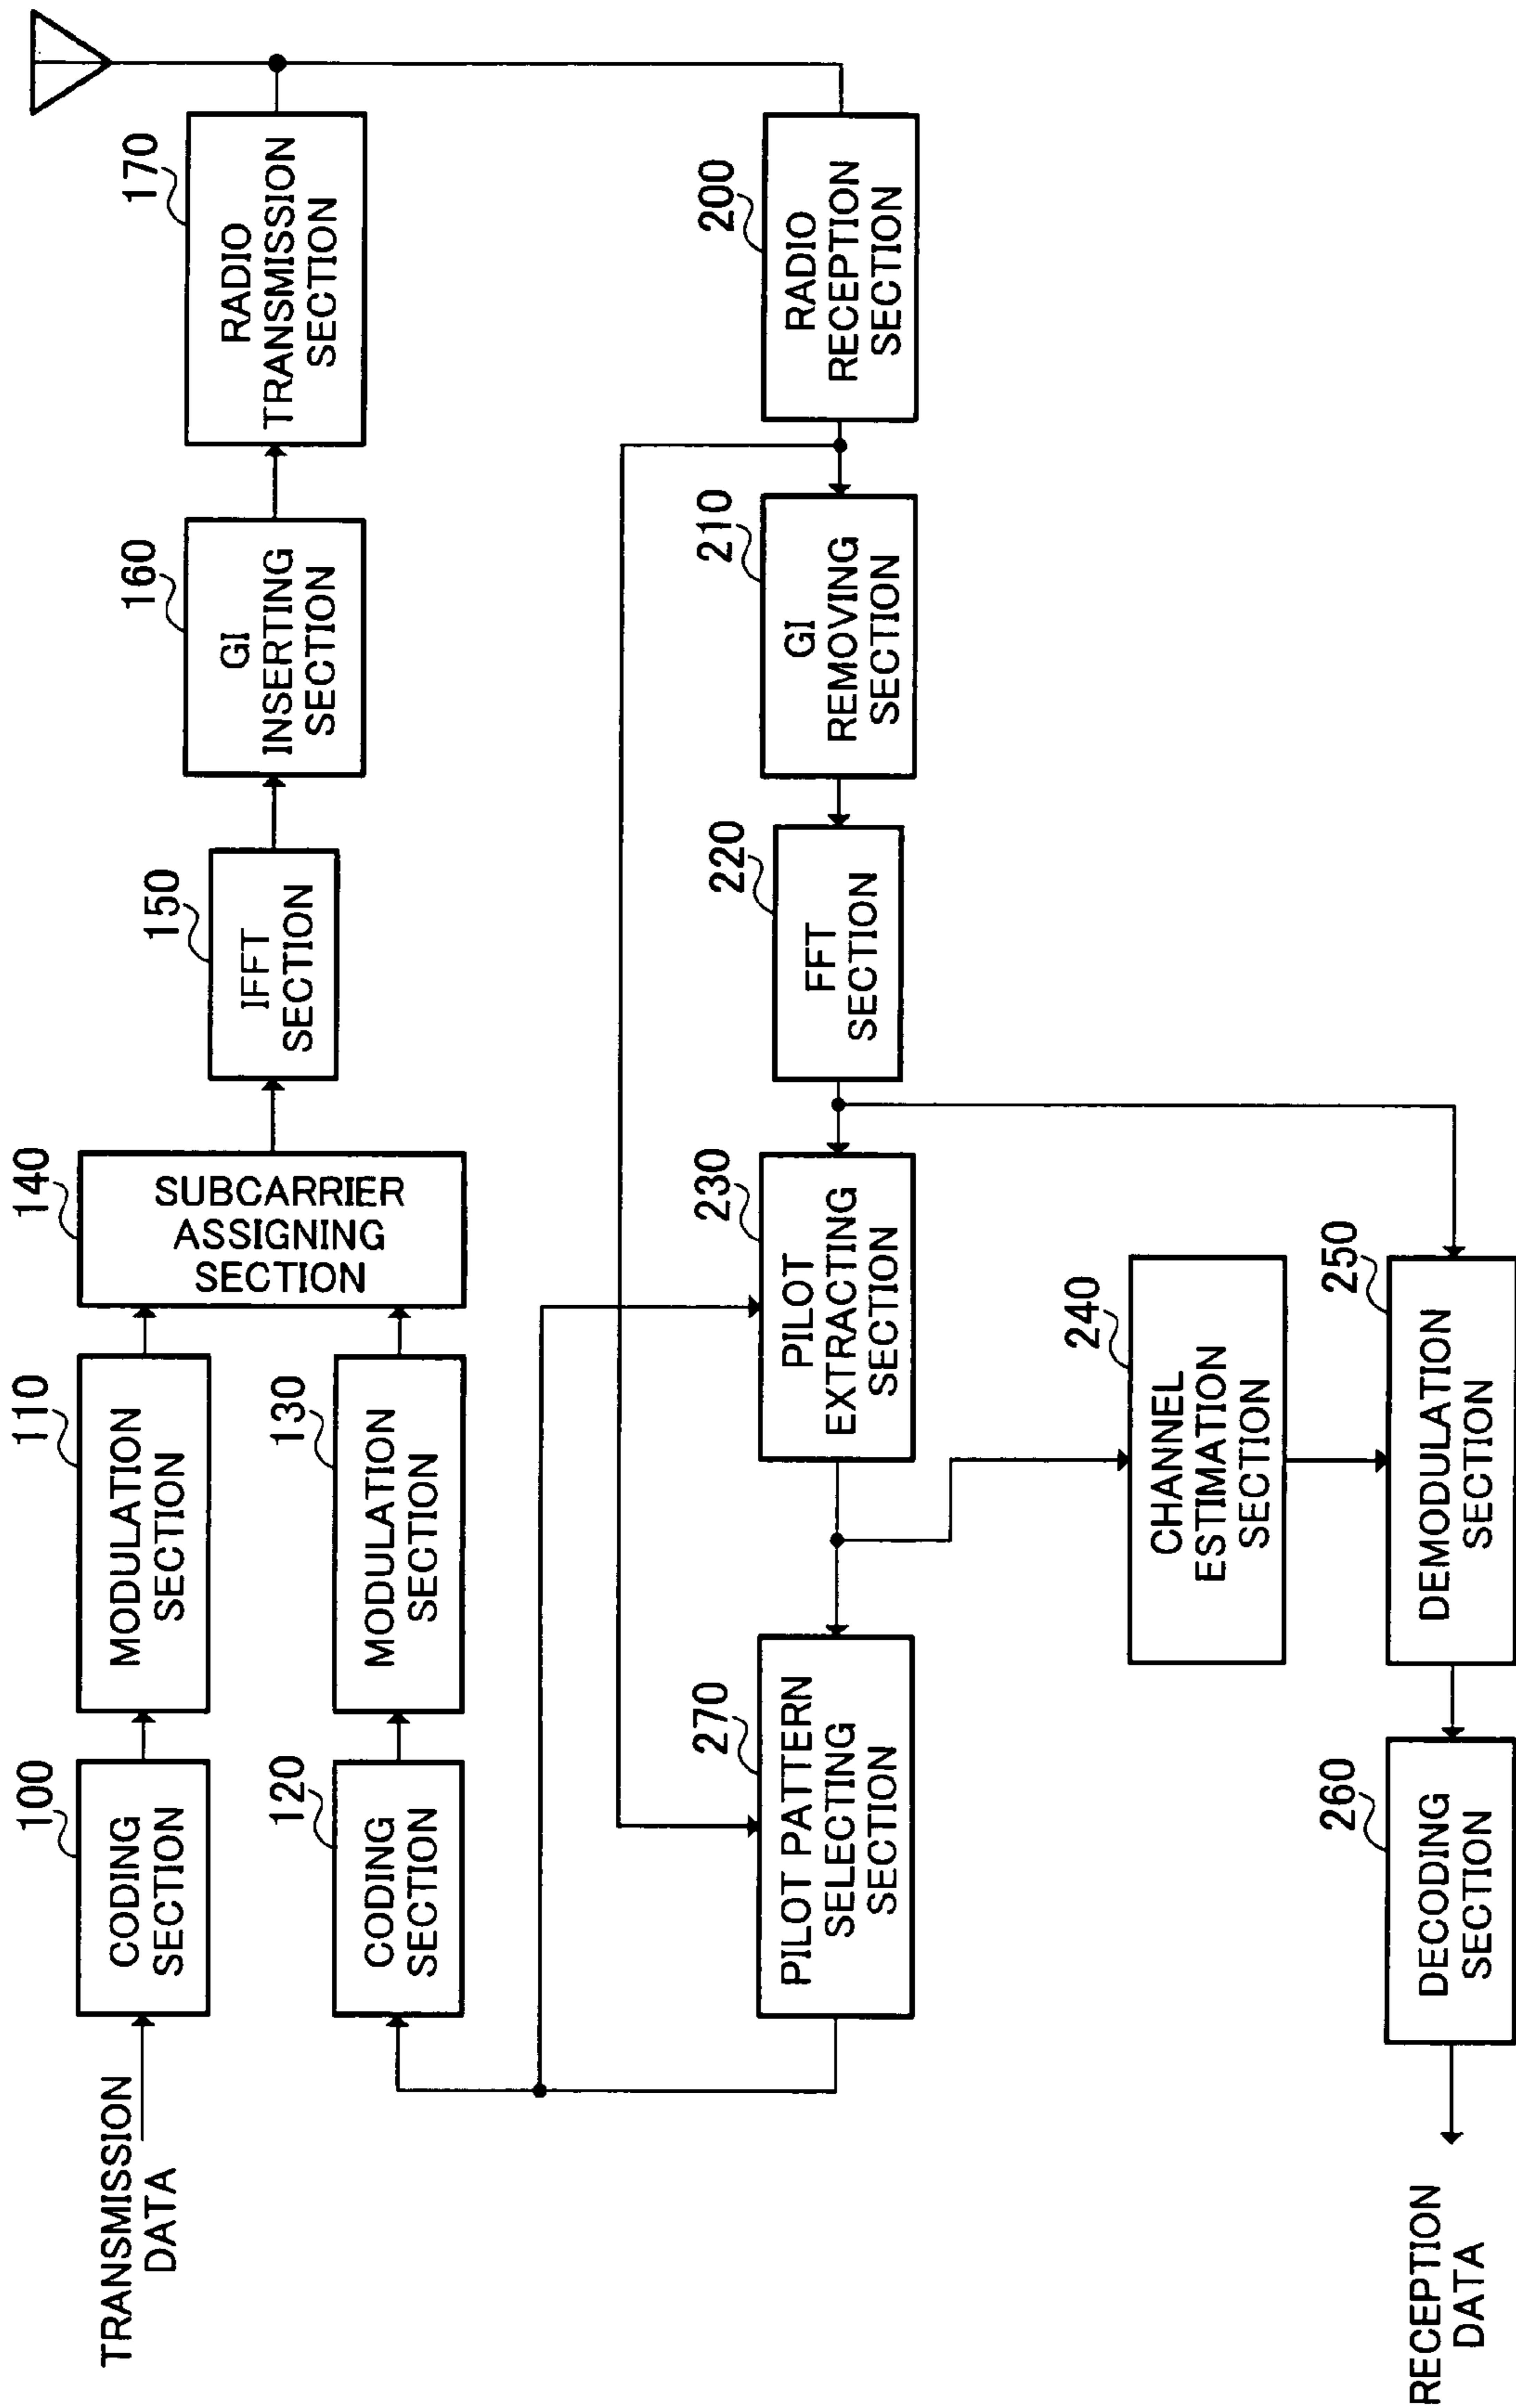 TRANSMISSION
DATA
100
CODING
SECTION
110
MODULATION
SECTION
120
CODING
SECTION
130
MODULATION
SECTION
140
SUBCARRIER
ASSIGNING
SECTION
150
IFFT
SECTION
160
GI
INSERTING
SECTION
170
RADIO
TRANSMISSION
SECTION
200
RADIO
RECEPTION
SECTION
210
GI
REMOVING
SECTION
220
FFT
SECTION
230
PILOT
EXTRACTING
SECTION
270
PILOT PATTERN
SELECTING
SECTION
240
CHANNEL
ESTIMATION
SECTION
250
DEMODULATION
SECTION
260
DECODING
SECTION
RECEPTION
DATA